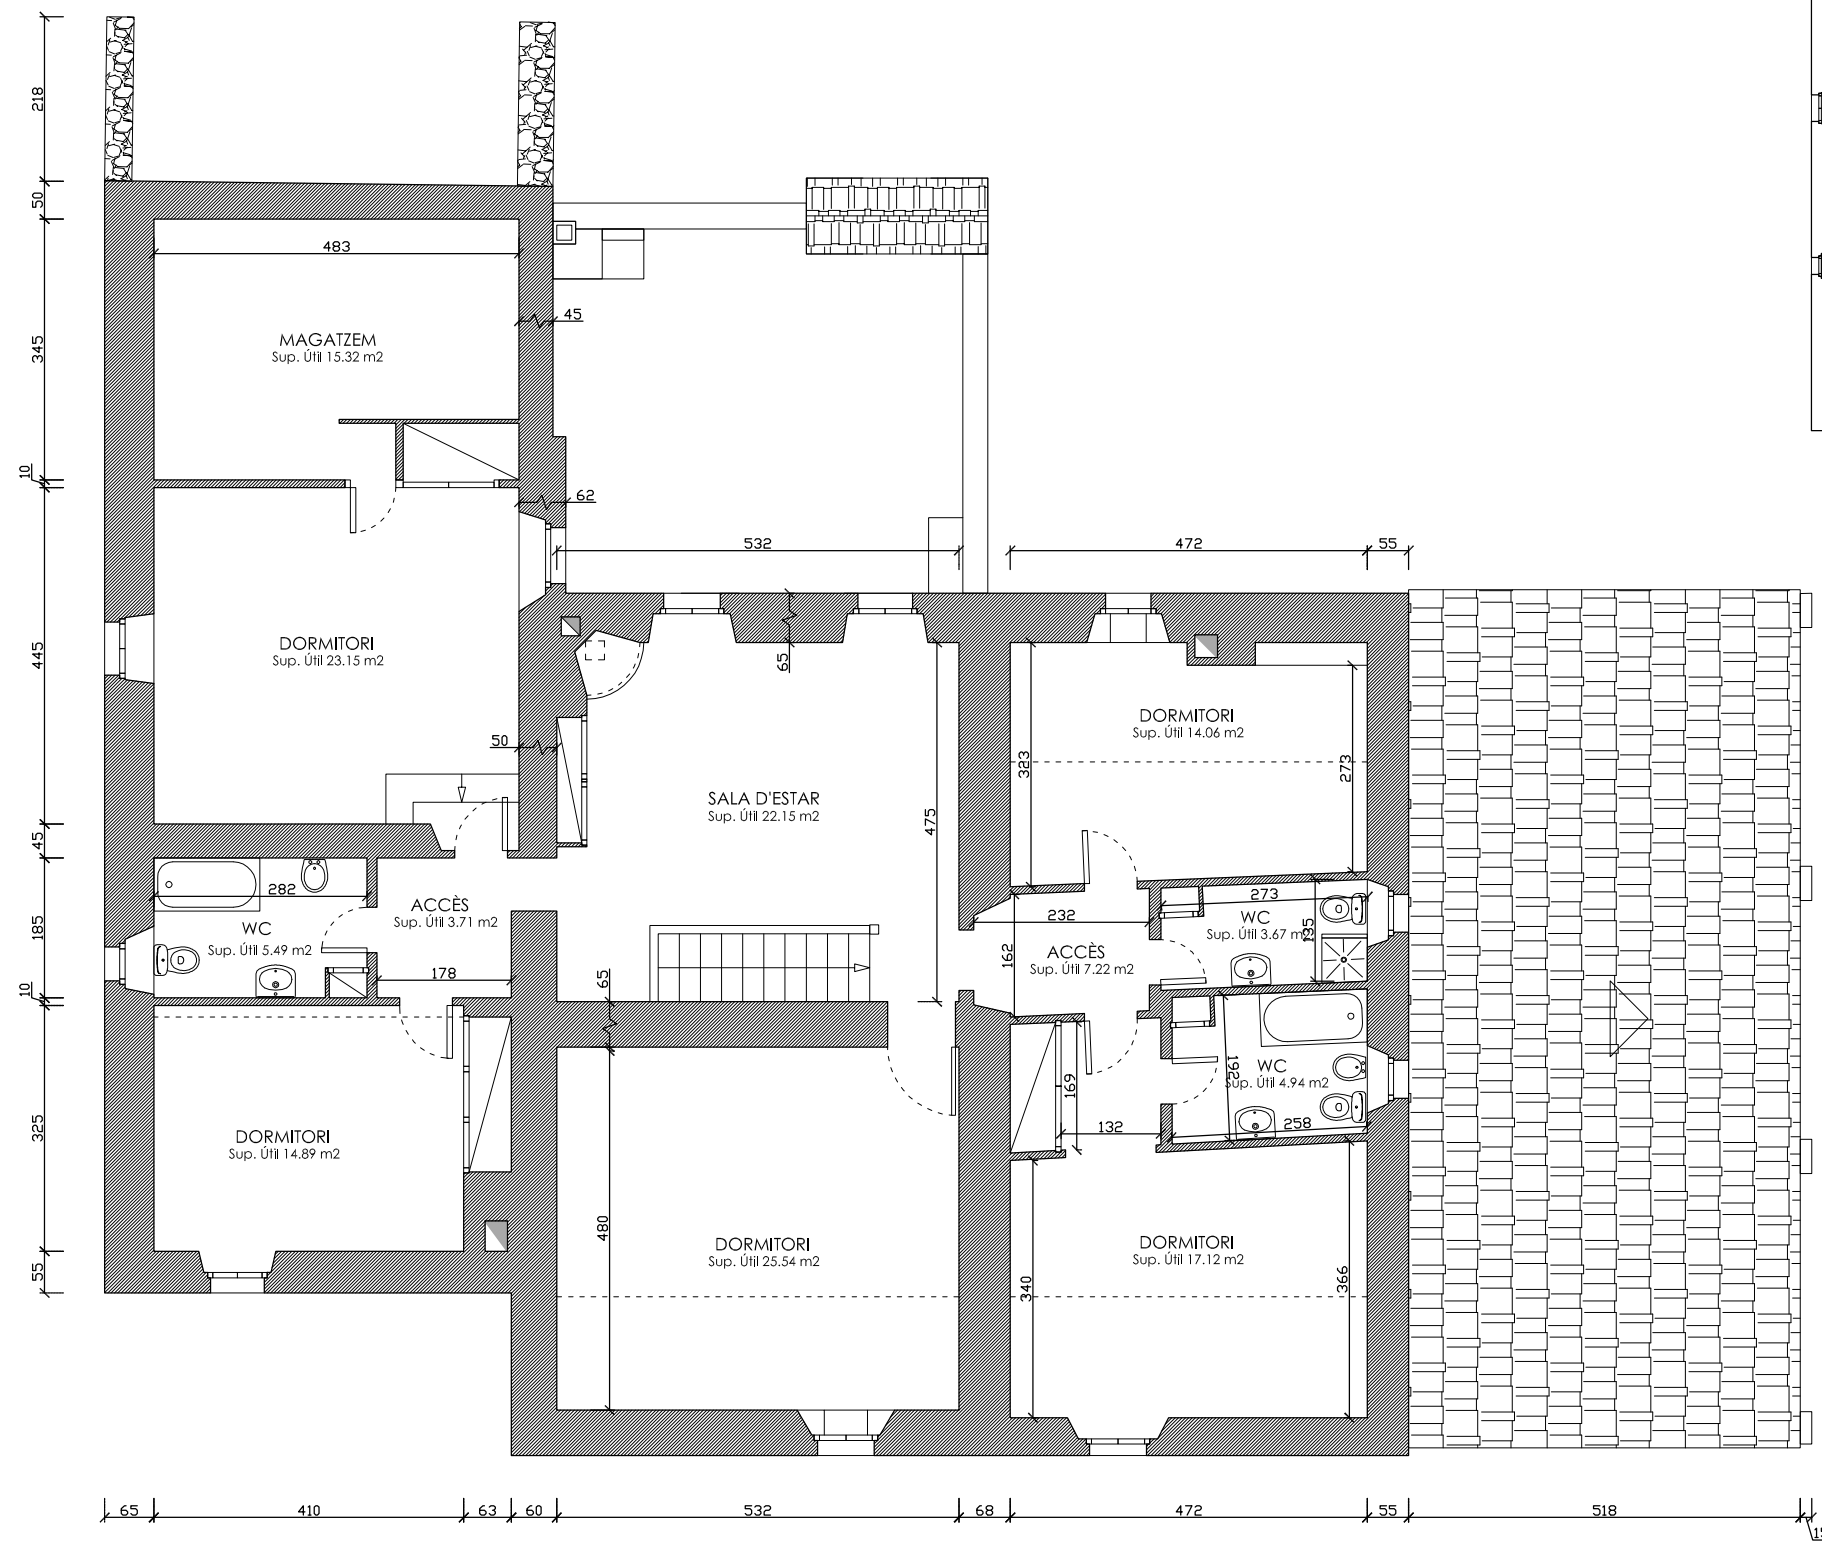 218
50
483
45
345
MAGATZEM
Sup. Útil 15.32 m2
10
62
532
472
55
445
DORMITORI
Sup. Útil 23.15 m2
65
50
DORMITORI
Sup. Útil 14.06 m2
323
273
SALA D'ESTAR
Sup. Útil 22.15 m2
475
45
282
ACCÈS
Sup. Útil 3.71 m2
185
WC
Sup. Útil 5.49 m2
178
10
65
232
162
ACCÈS
Sup. Útil 7.22 m2
273
WC
Sup. Útil 3.67 m2
135
169
132
192
WC
Sup. Útil 4.94 m2
258
325
DORMITORI
Sup. Útil 14.89 m2
55
480
DORMITORI
Sup. Útil 25.54 m2
DORMITORI
Sup. Útil 17.12 m2
340
366
65
410
63
60
532
68
472
55
518